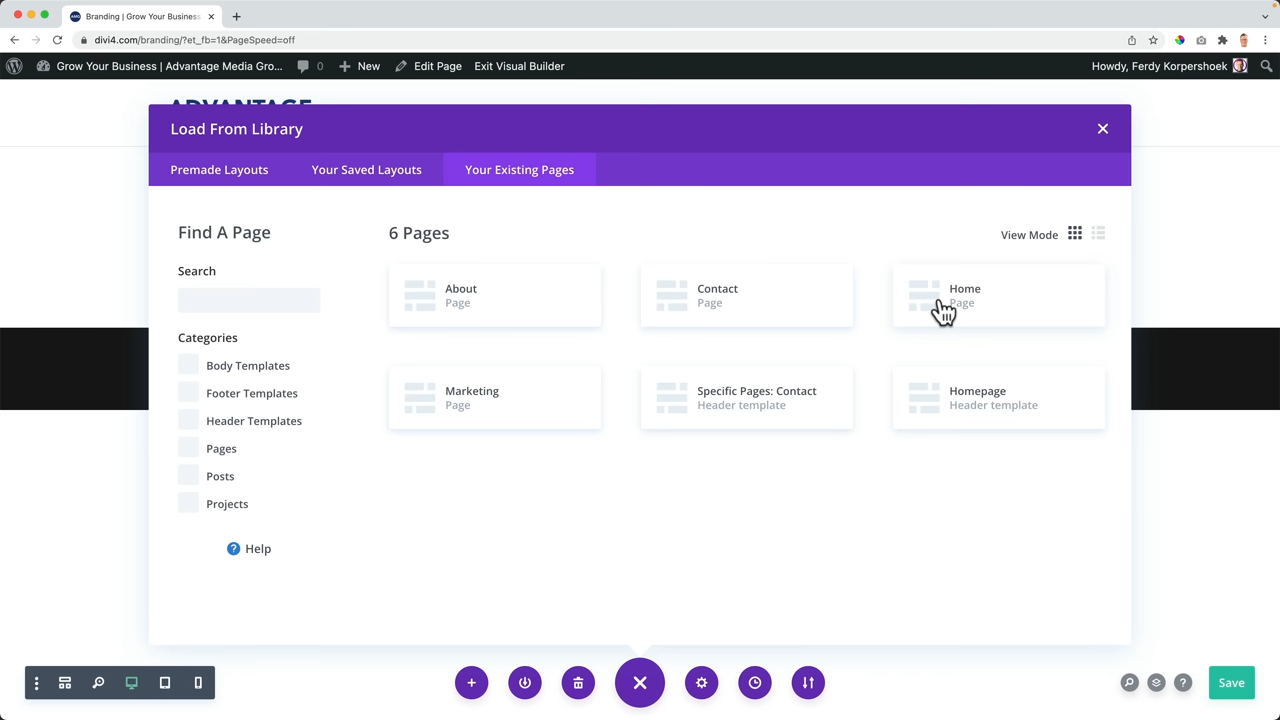 Branding | Grow Your Business
divi4.com/branding/?et_fb=1&PageSpeed=off
Grow Your Business | Advantage Media Gro... 0 New Edit Page Exit Visual Builder Howdy, Ferdy Korpershoek
ADVANTAGE
Load From Library
Premade Layouts Your Saved Layouts Your Existing Pages
Find A Page
6 Pages
View Mode
Search
About
Page
Contact
Page
Home
Page
Categories
Body Templates
Footer Templates
Header Templates
Pages
Posts
Projects
Marketing
Page
Specific Pages: Contact
Header template
Homepage
Header template
? Help
Save